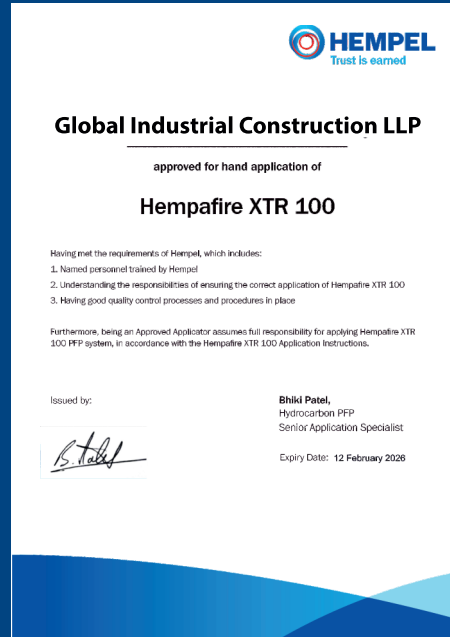 HEMPEL
Trust is earned
Global Industrial Construction LLP
approved for hand application of
Hempafire XTR 100
Having met the requirements of Hempel, which includes:
1. Named personnel trained by Hempel
2. Understanding the responsibilities of ensuring the correct application of Hempafire XTR 100
3. Having good quality control processes and procedures in place
Furthermore, being an Approved Applicator assumes full responsibility for applying Hempafire XTR
100 PFP system, in accordance with the Hempafire XTR 100 Application Instructions.
Issued by:
Bhiki Patel,
Hydrocarbon PFP
Senior Application Specialist
B. Patel
Expiry Date: 12 February 2026